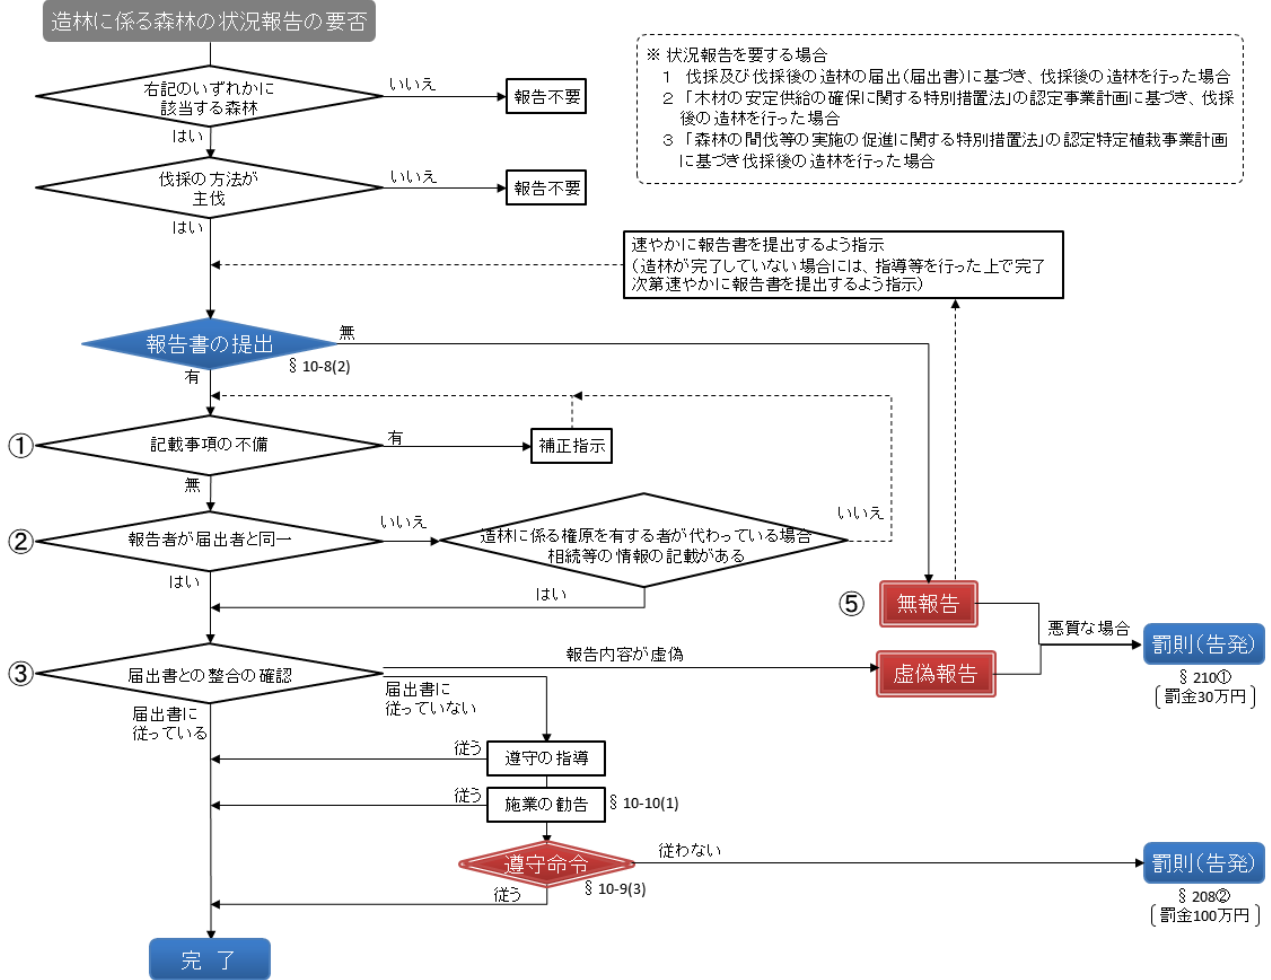 造林に係る森林の状況報告の要否
※ 状況報告を要する場合
1 伐採及び伐採後の造林の届出(届出書)に基づき、伐採後の造林を行った場合
2 「木材の安定供給の確保に関する特別措置法」の認定事業計画に基づき、伐採
後の造林を行った場合
3 「森林の間伐等の実施の促進に関する特別措置法」の認定特定植栽事業計画
に基づき伐採後の造林を行った場合
右記のいずれかに
該当する森林
いいえ
報告不要
はい
伐採の方法が
主伐
いいえ
報告不要
はい
速やかに報告書を提出するよう指示
(造林が完了していない場合には、指導等を行った上で完了
次第速やかに報告書を提出するよう指示)
報告書の提出
無
§ 10-8(2)
有
①
記載事項の不備
有
補正指示
無
②
報告者が届出者と同一
いいえ
造林に係る権原を有する者が代わっている場合
相続等の情報の記載がある
いいえ
はい
はい
⑤
無報告
悪質な場合
罰則(告発)
§ 210①
〔罰金30万円〕
③
届出書との整合の確認
報告内容が虚偽
虚偽報告
届出書に
従っていない
届出書に
従っている
従う
遵守の指導
従う
施業の勧告
§ 10-10(1)
遵守命令
従わない
§ 10-9(3)
罰則(告発)
§ 208②
〔罰金100万円〕
従う
完 了